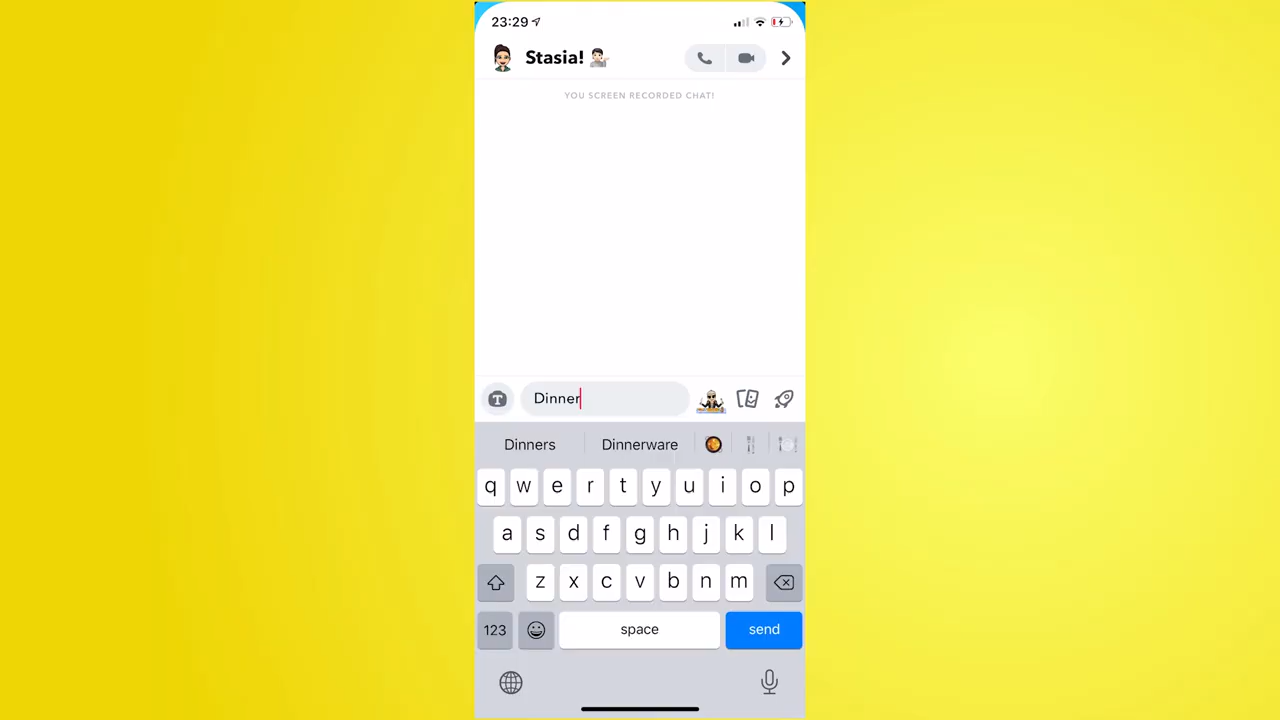 23:29
Stasia!
YOU SCREEN RECORDED CHAT!
T
Dinner
Dinners Dinnerware
q w e r t y u i o p
a s d f g h j k l
z x c v b n m
123 space send